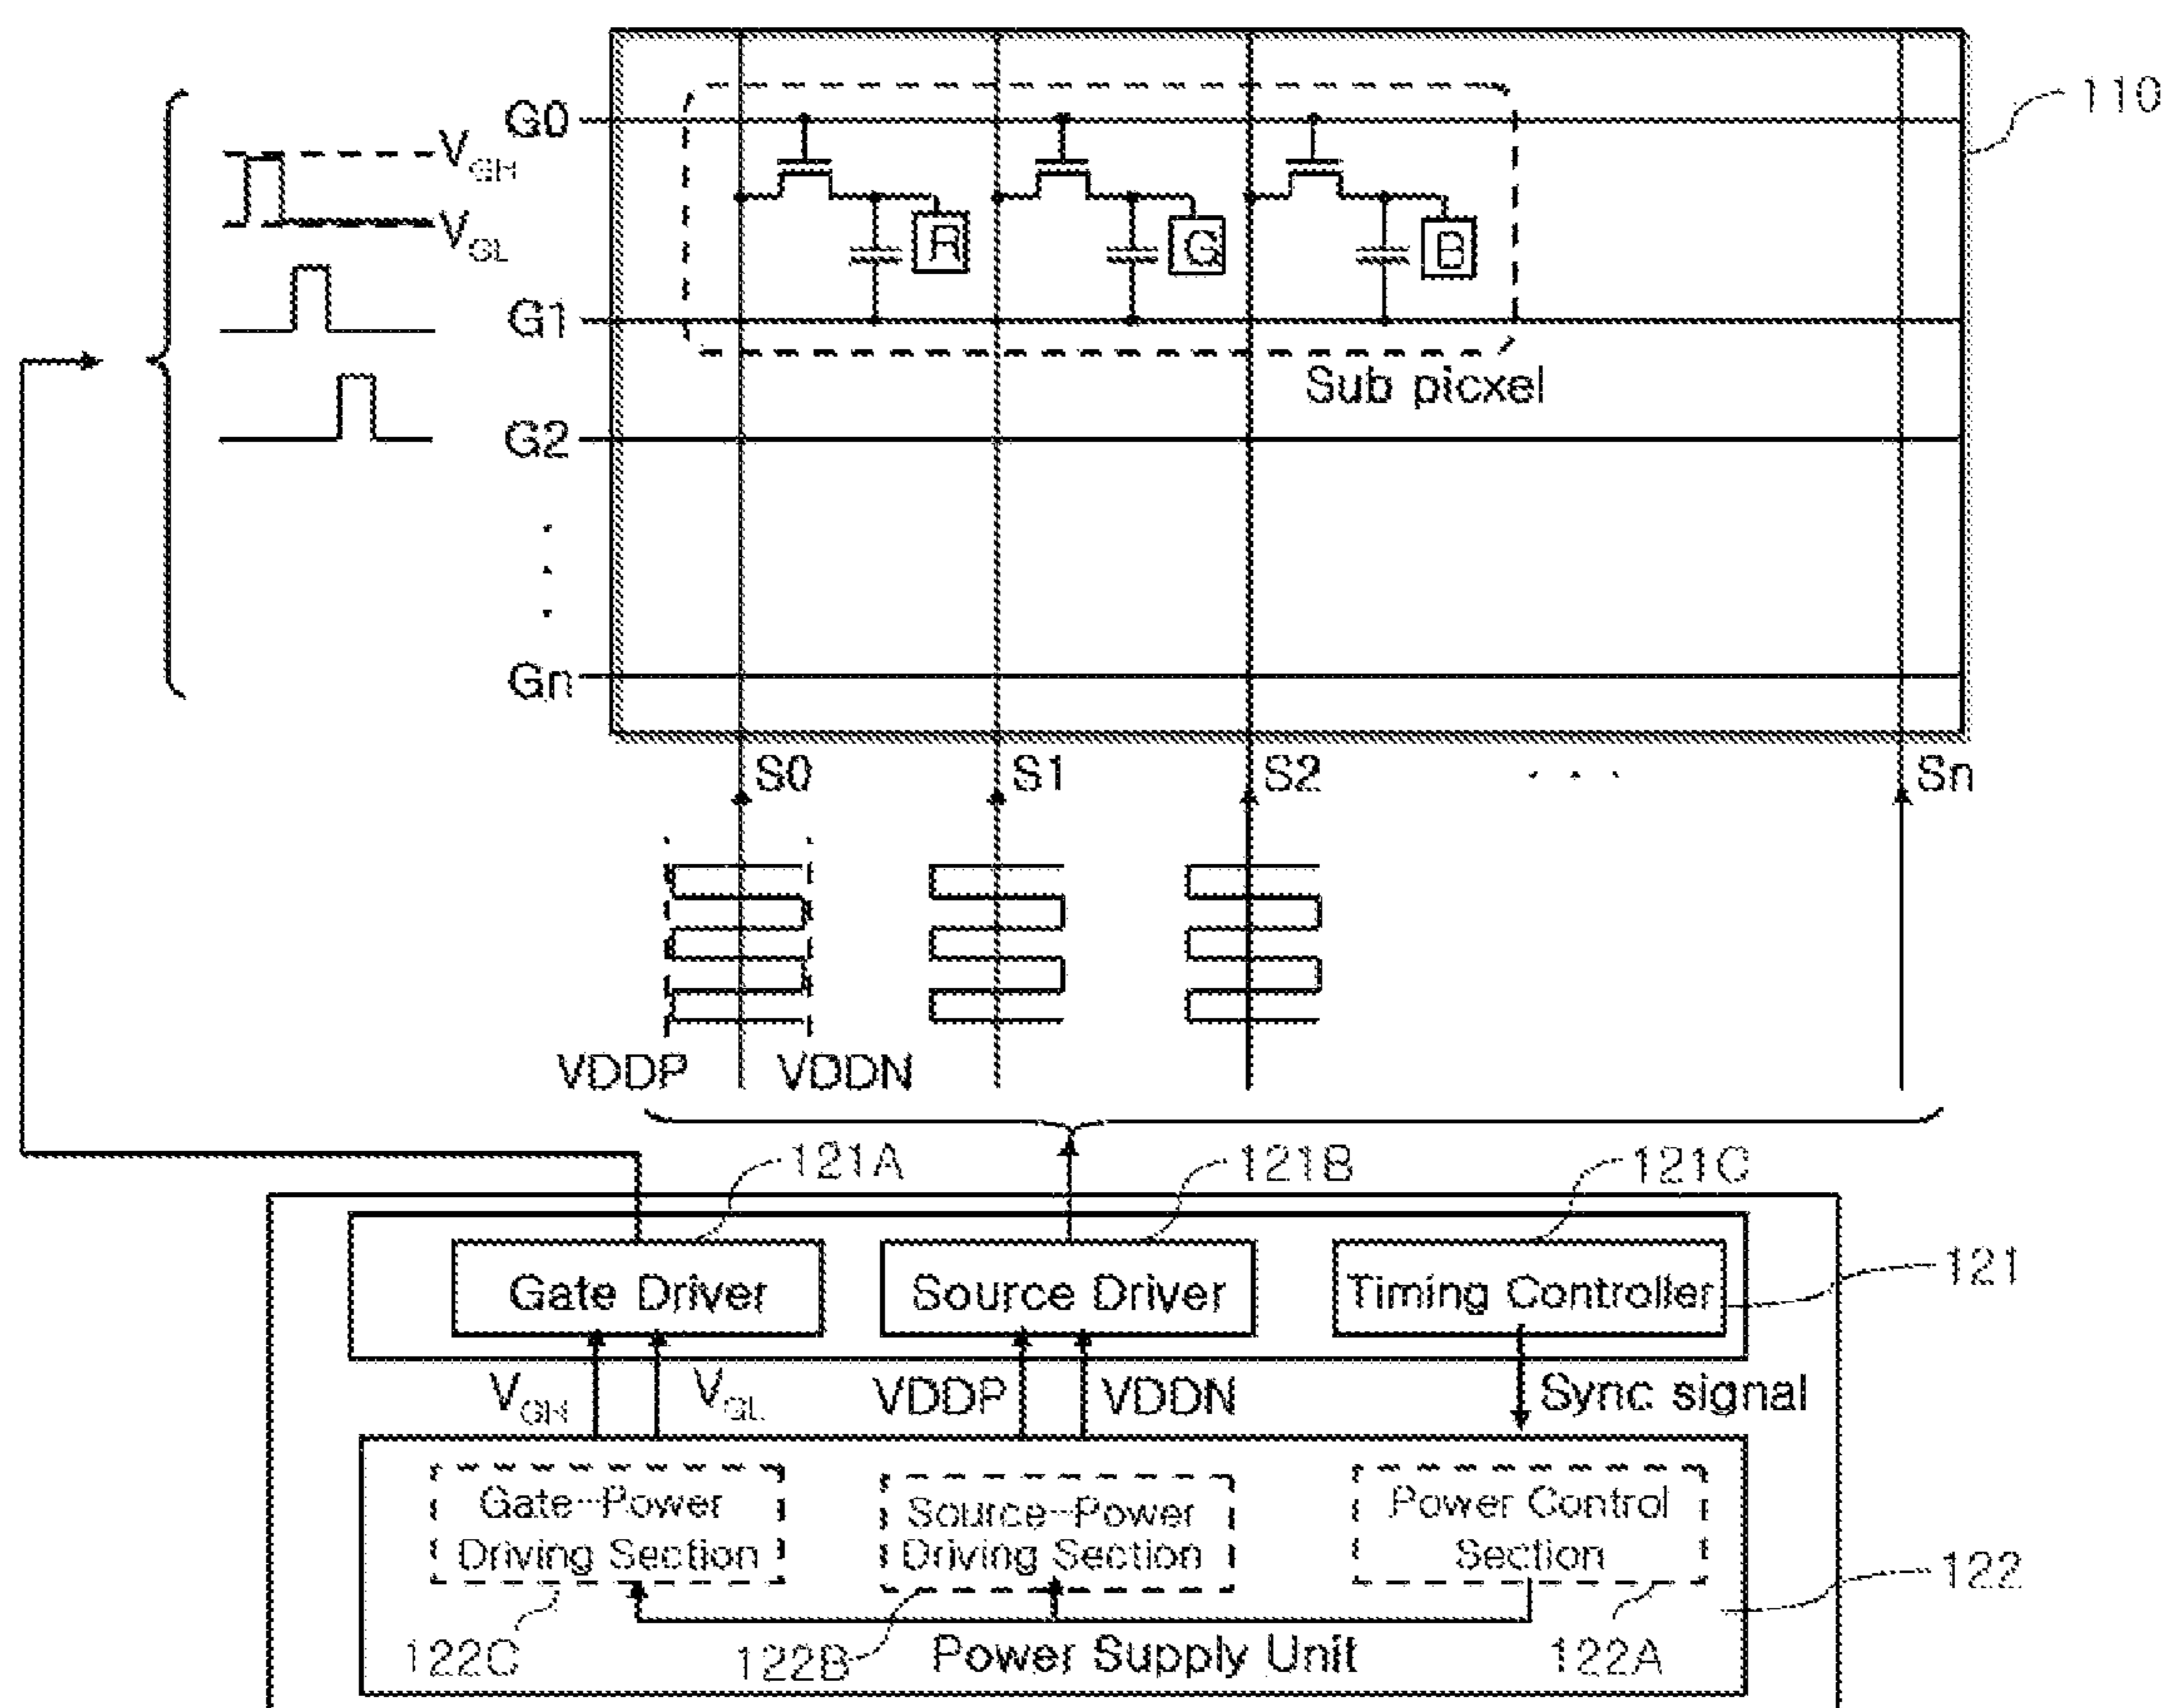 110
G0
VGH
VGL
R
G
B
G1
Sub picxel
G2
Gn
S0 S1 S2 . . . Sn
VDDP VDDN
121A 121B 121C
Gate Driver Source Driver Timing Controller
121
VGH VGL VDDP VDDN Sync signal
Gate-Power
Driving Section
Source-Power
Driving Section
Power Control
Section
122
122C 122B Power Supply Unit 122A